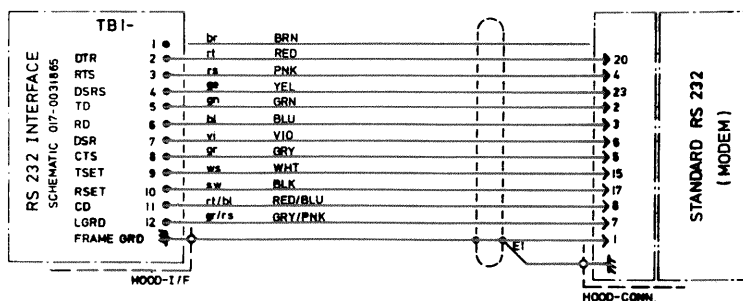 TB1-
1 br BRN
DTR 2 rt RED 20
RTS 3 rs PNK 4
DSRS 4 ge YEL 23
TD 5 gn GRN 2
RD 6 bl BLU 3
DSR 7 vi VIO 6
CTS 8 gr GRY 5
TSET 9 ws WHT 15
RSET 10 sw BLK 17
CD 11 rt/bl RED/BLU 8
LGRD 12 gr/rs GRY/PNK 7
FRAME GRD E1 1
HOOD-I/F
HOOD-CONN.
RS 232 INTERFACE
SCHEMATIC 017-0031865
STANDARD RS 232
(MODEM)